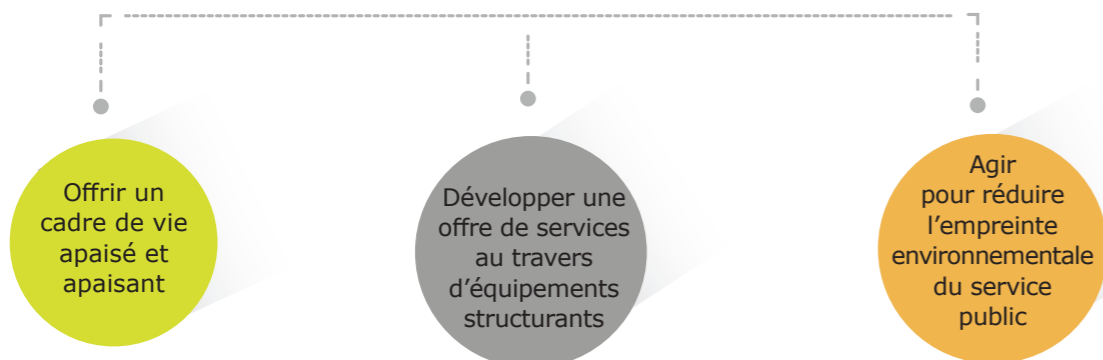 Offrir un
cadre de vie
apaisé et
apaisant
Développer une
offre de services
au travers
d’équipements
structurants
Agir
pour réduire
l’empreinte
environnementale
du service
public